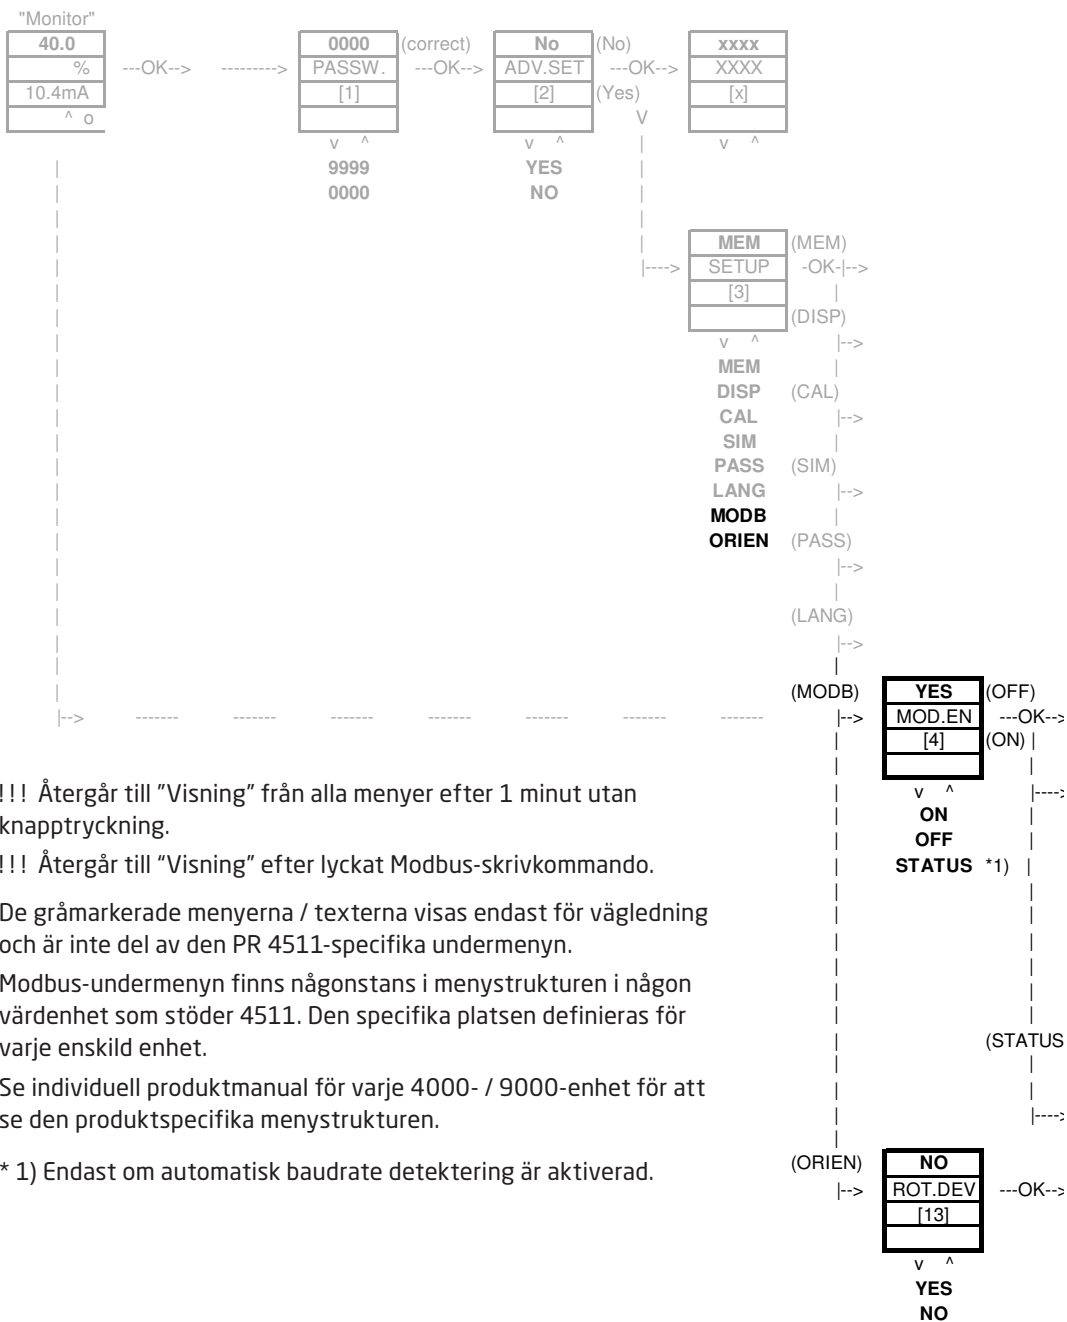 "Monitor"
40.0 0000 (correct) No (No) xxxx
% ---OK--> ---------> PASSW. ---OK--> ADV.SET ---OK--> XXXX
10.4mA [1] [2] (Yes) [x]
^ o V
v ^ v ^ | v ^
| 9999 YES |
| 0000 NO |
| |
| | MEM (MEM)
| |----> SETUP -OK-|-->
| [3] |
| (DISP)
| v ^ |-->
| MEM |
| DISP (CAL)
| CAL |-->
| SIM |
| PASS (SIM)
| LANG |-->
| MODB |
| ORIEN (PASS)
| |-->
| |
| (LANG)
| |-->
| |
| (MODB) YES (OFF)
|--> ------- ------- ------- ------- ------- ------- ------- |--> MOD.EN ---OK-->
| [4] (ON) |
| |
| v ^ |---->
| ON |
| OFF |
| STATUS *1) |
!!! Återgår till ”Visning” från alla menyer efter 1 minut utan
knapptryckning.
!!! Återgår till “Visning” efter lyckat Modbus-skrivkommando.
De gråmarkerade menyerna / texterna visas endast för vägledning
och är inte del av den PR 4511-specifika undermenyn.
Modbus-undermenyn finns någonstans i menystrukturen i någon
värdenhet som stöder 4511. Den specifika platsen definieras för
varje enskild enhet.
Se individuell produktmanual för varje 4000- / 9000-enhet för att
se den produktspecifika menystrukturen.
* 1) Endast om automatisk baudrate detektering är aktiverad.
(STATUS
|
|
|---->
(ORIEN) NO
|--> ROT.DEV ---OK-->
[13]
v ^
YES
NO